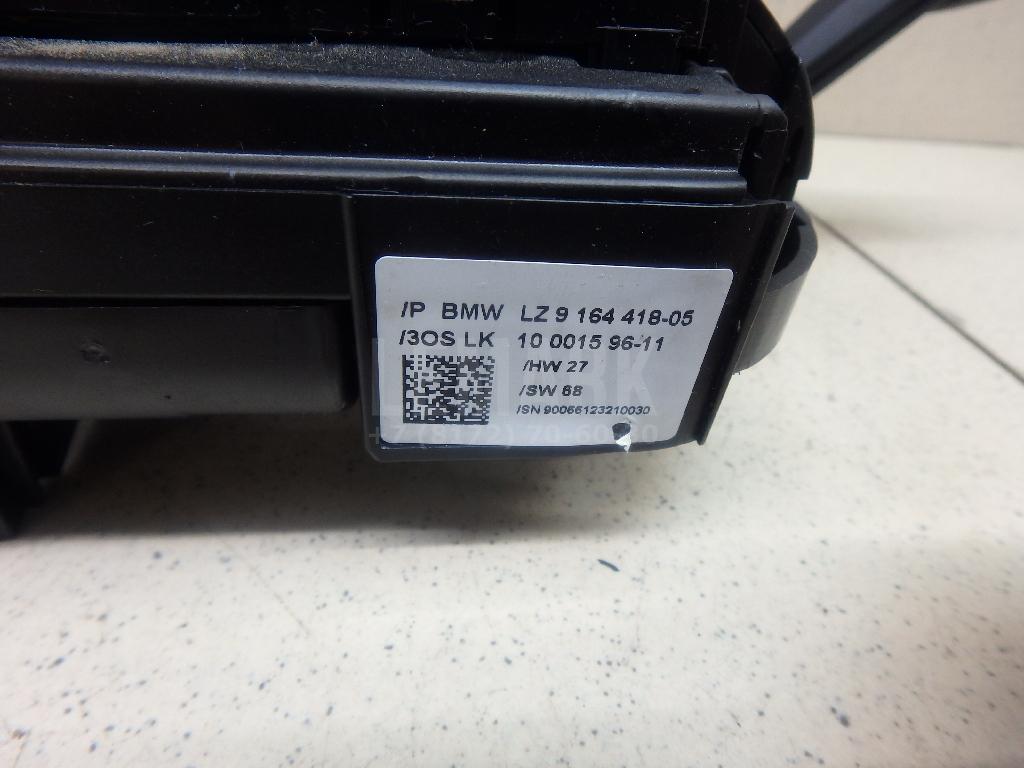 /P BMW LZ 9 164 418-05
/3OS LK 10 0015 96-11
/HW 27
/SW 68
/SN 90066123210030